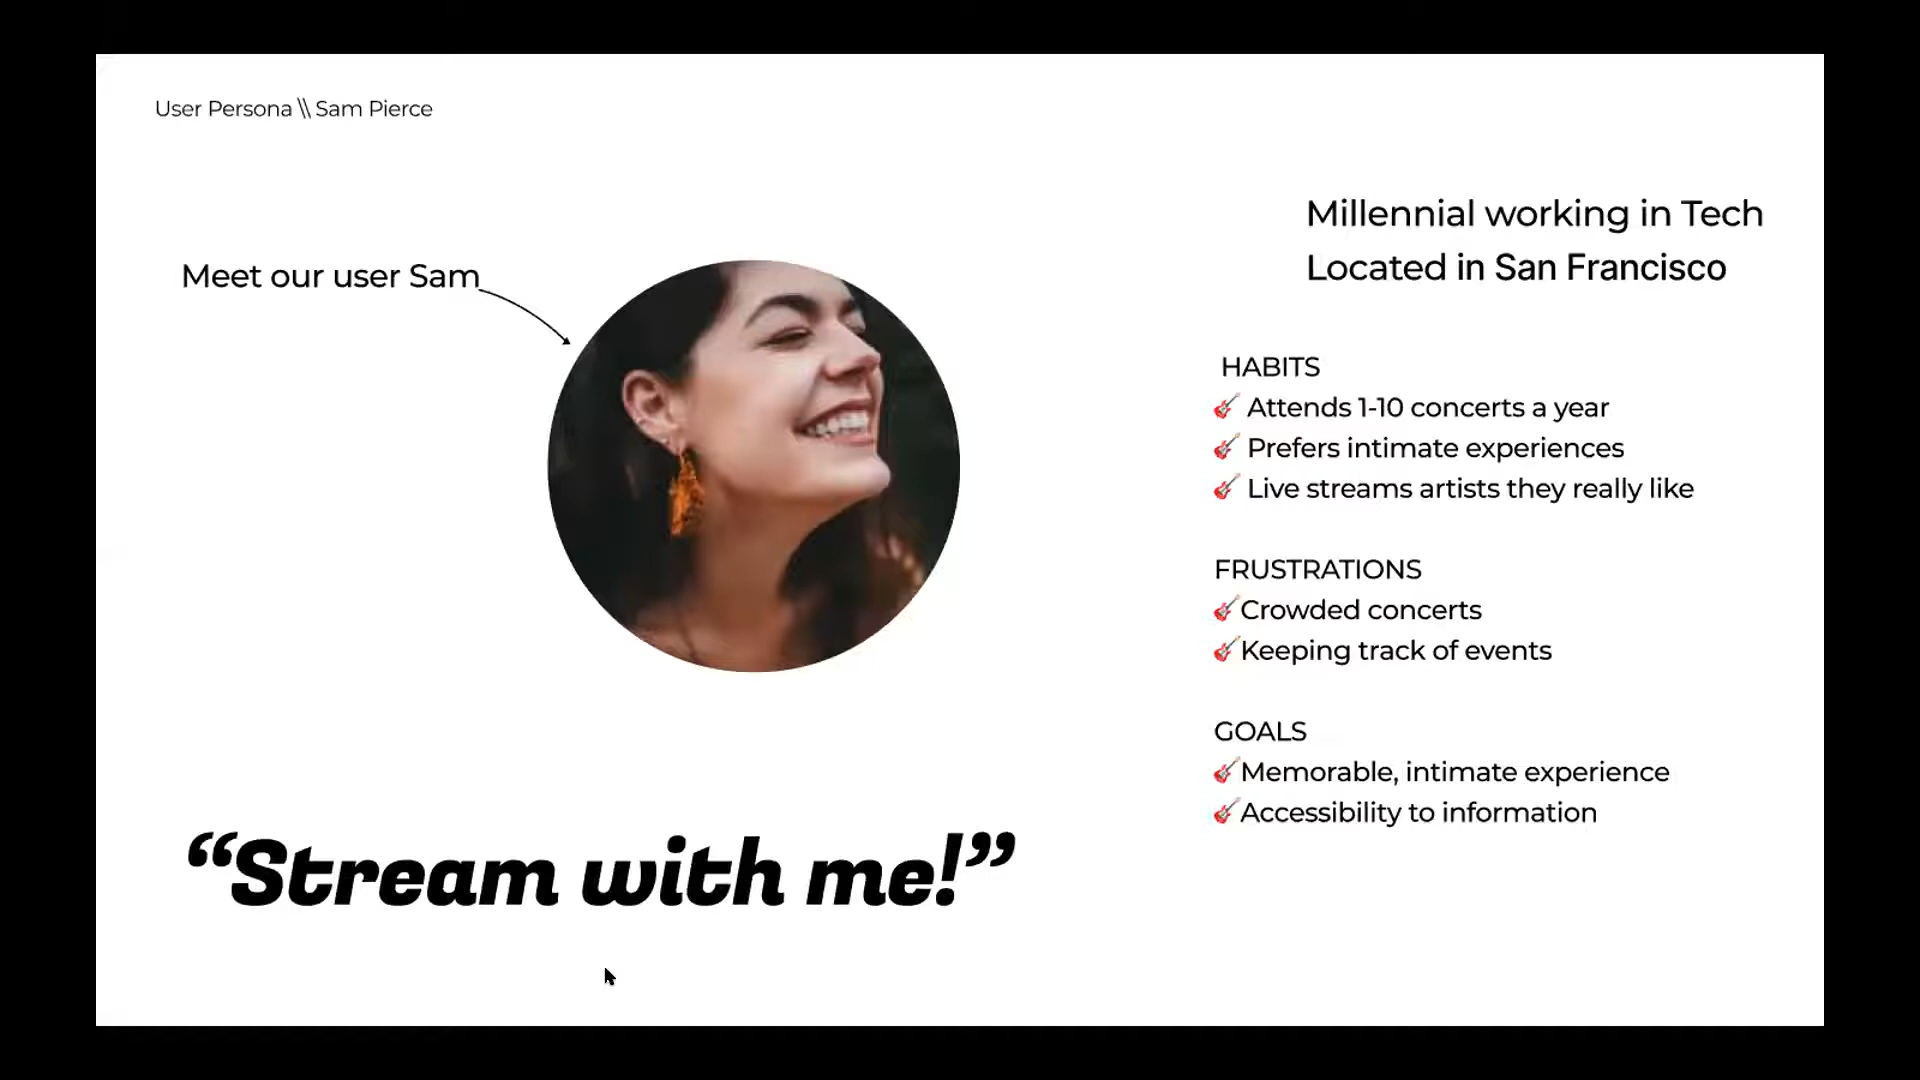 User Persona \\ Sam Pierce
Meet our user Sam
Millennial working in Tech
Located in San Francisco
HABITS
Attends 1-10 concerts a year
Prefers intimate experiences
Live streams artists they really like
FRUSTRATIONS
Crowded concerts
Keeping track of events
GOALS
Memorable, intimate experience
Accessibility to information
“Stream with me!”